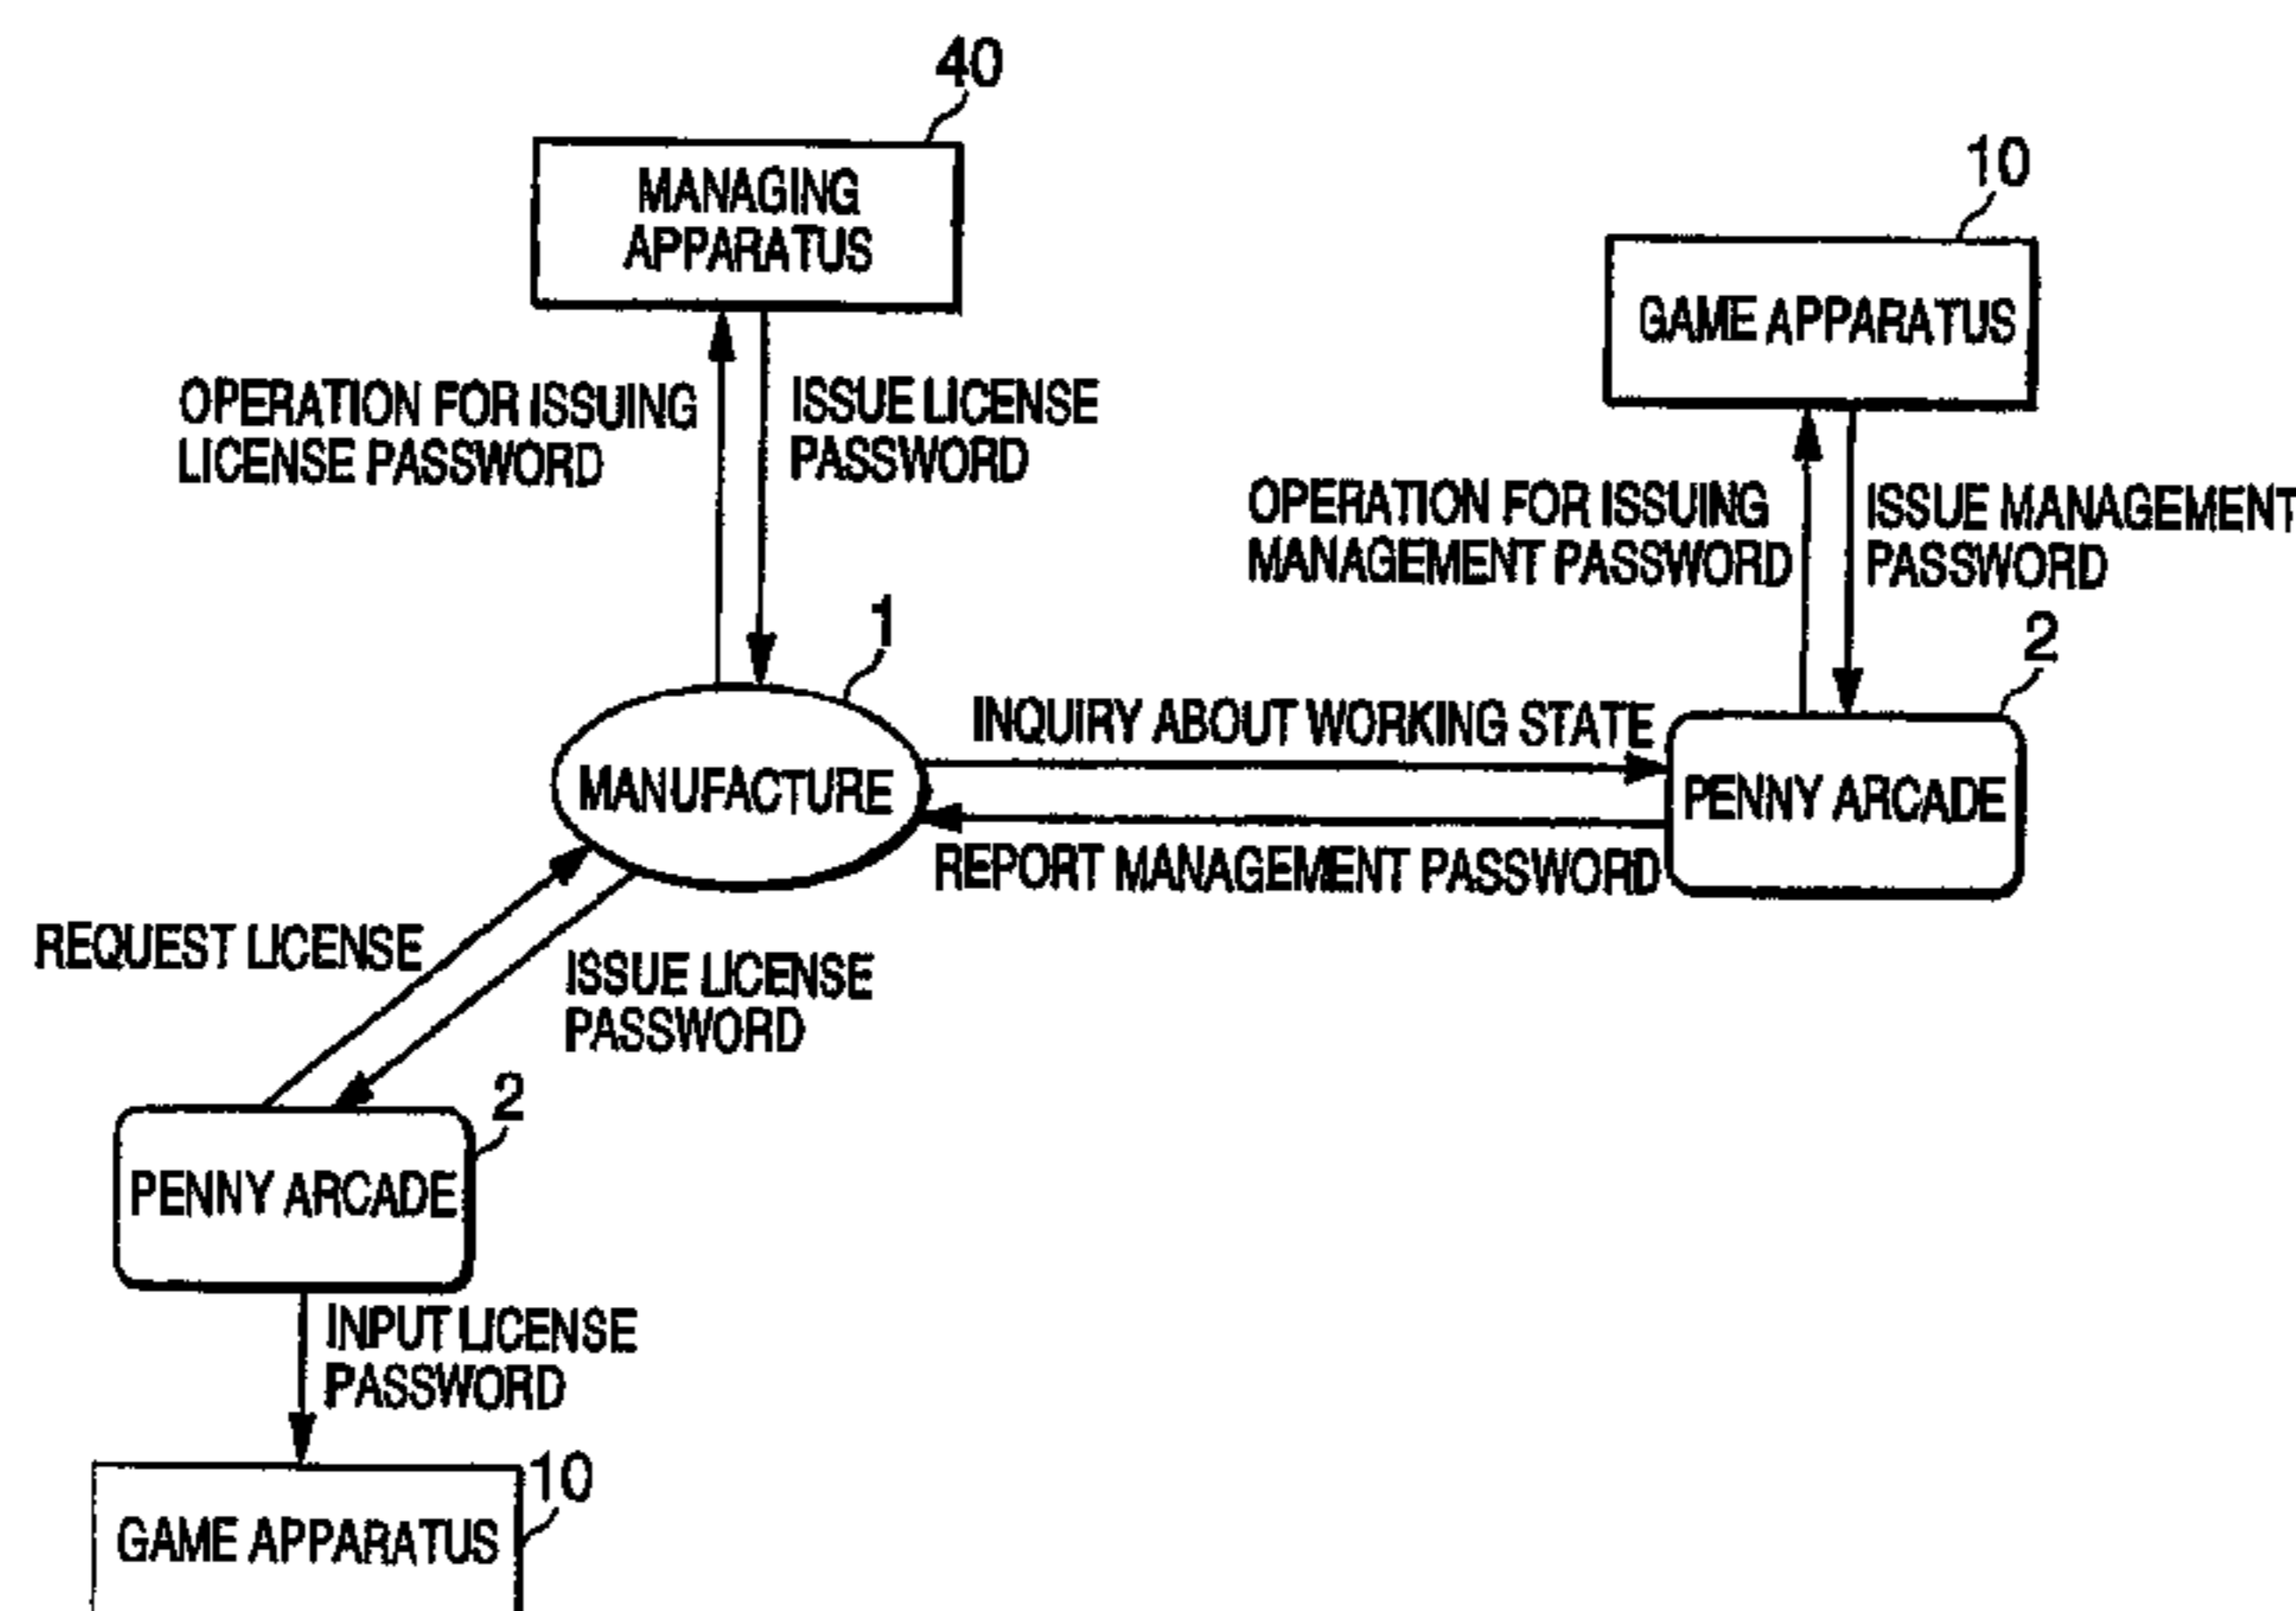 40
MANAGING
APPARATUS
10
GAME APPARATUS
OPERATION FOR ISSUING
LICENSE PASSWORD
ISSUE LICENSE
PASSWORD
OPERATION FOR ISSUING
MANAGEMENT PASSWORD
ISSUE MANAGEMENT
PASSWORD
1
2
INQUIRY ABOUT WORKING STATE
MANUFACTURE
PENNY ARCADE
REPORT MANAGEMENT PASSWORD
REQUEST LICENSE
ISSUE LICENSE
PASSWORD
2
PENNY ARCADE
INPUT LICENSE
PASSWORD
10
GAME APPARATUS